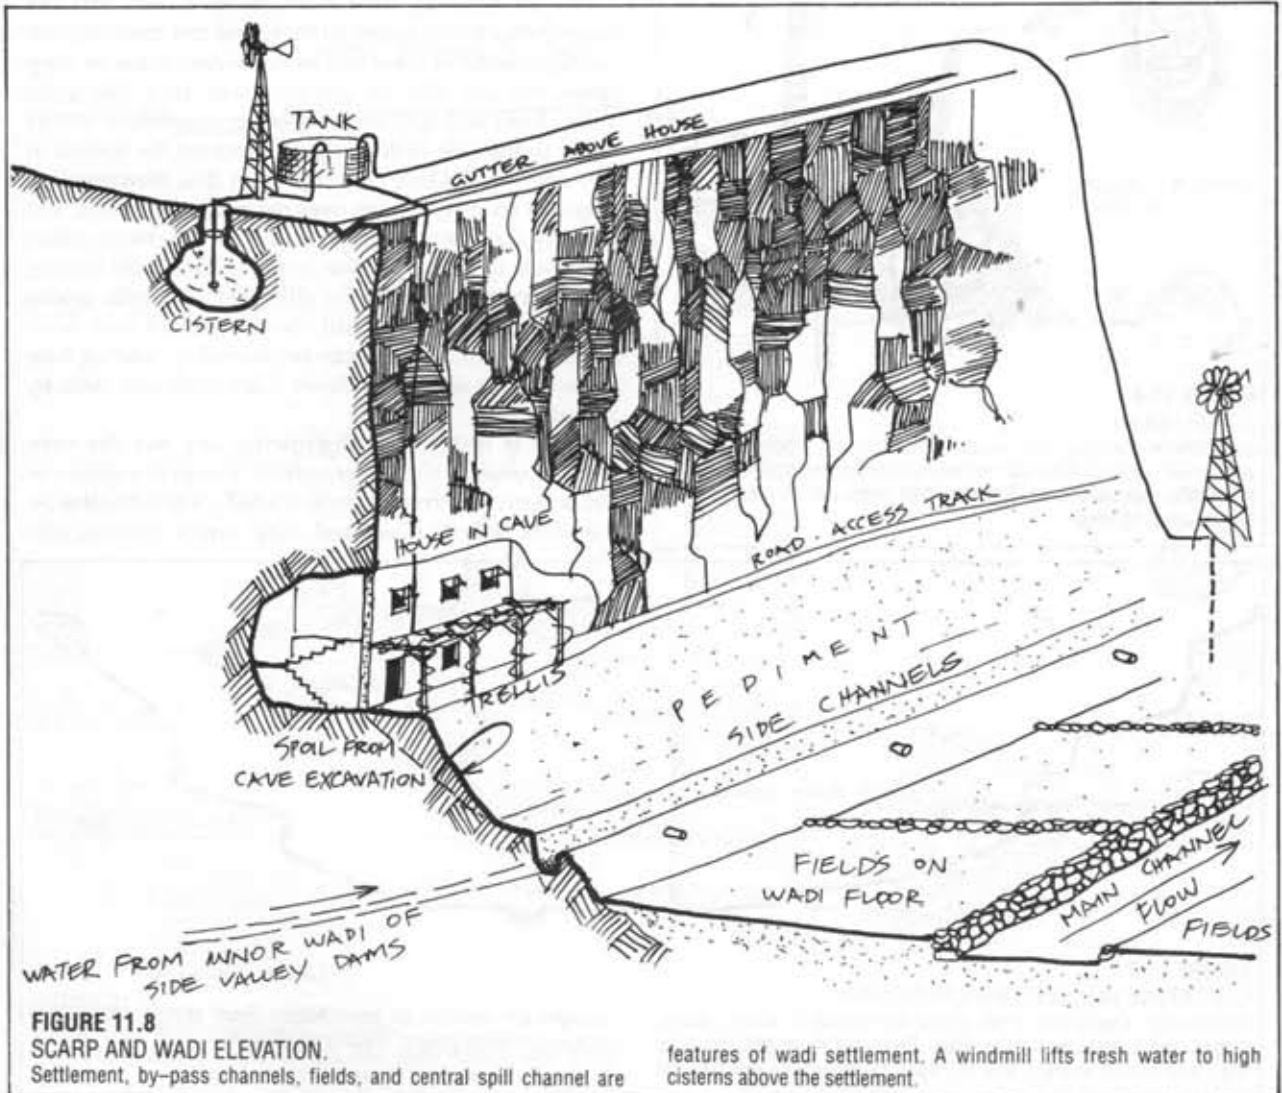 TANK
GUTTER ABOVE HOUSE
CISTERN
HOUSE IN CAVE
ROAD ACCESS TRACK
TRELLIS
PEDIMENT
SIDE CHANNELS
SPOIL FROM
CAVE EXCAVATION
FIELDS ON
WADI FLOOR
MAIN CHANNEL
FLOW
FIELDS
WATER FROM INNOR WADI OF
SIDE VALLEY DAMS
FIGURE 11.8
SCARP AND WADI ELEVATION.
Settlement, by–pass channels, fields, and central spill channel are
features of wadi settlement. A windmill lifts fresh water to high
cisterns above the settlement.